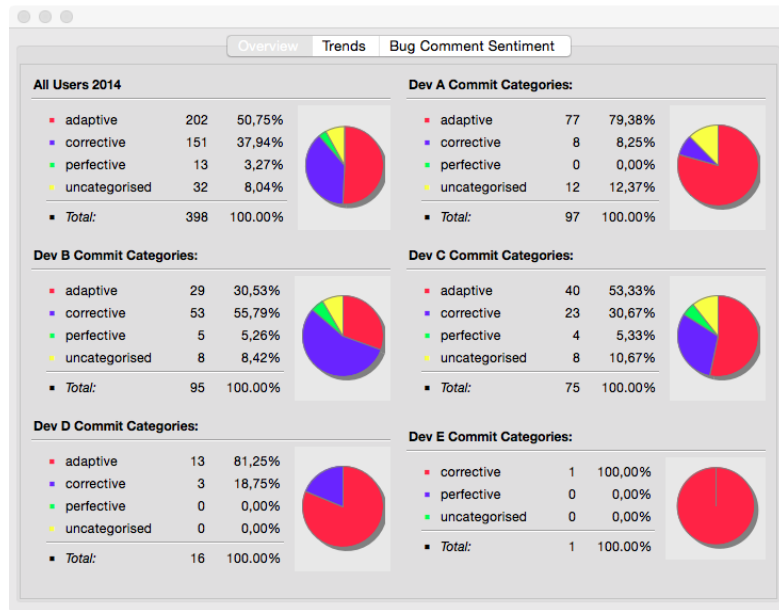 Overview Trends Bug Comment Sentiment
All Users 2014
adaptive 202 50,75%
corrective 151 37,94%
perfective 13 3,27%
uncategorised 32 8,04%
Total: 398 100.00%
Dev A Commit Categories:
adaptive 77 79,38%
corrective 8 8,25%
perfective 0 0,00%
uncategorised 12 12,37%
Total: 97 100.00%
Dev B Commit Categories:
adaptive 29 30,53%
corrective 53 55,79%
perfective 5 5,26%
uncategorised 8 8,42%
Total: 95 100.00%
Dev C Commit Categories:
adaptive 40 53,33%
corrective 23 30,67%
perfective 4 5,33%
uncategorised 8 10,67%
Total: 75 100.00%
Dev D Commit Categories:
adaptive 13 81,25%
corrective 3 18,75%
perfective 0 0,00%
uncategorised 0 0,00%
Total: 16 100.00%
Dev E Commit Categories:
corrective 1 100,00%
perfective 0 0,00%
uncategorised 0 0,00%
Total: 1 100.00%